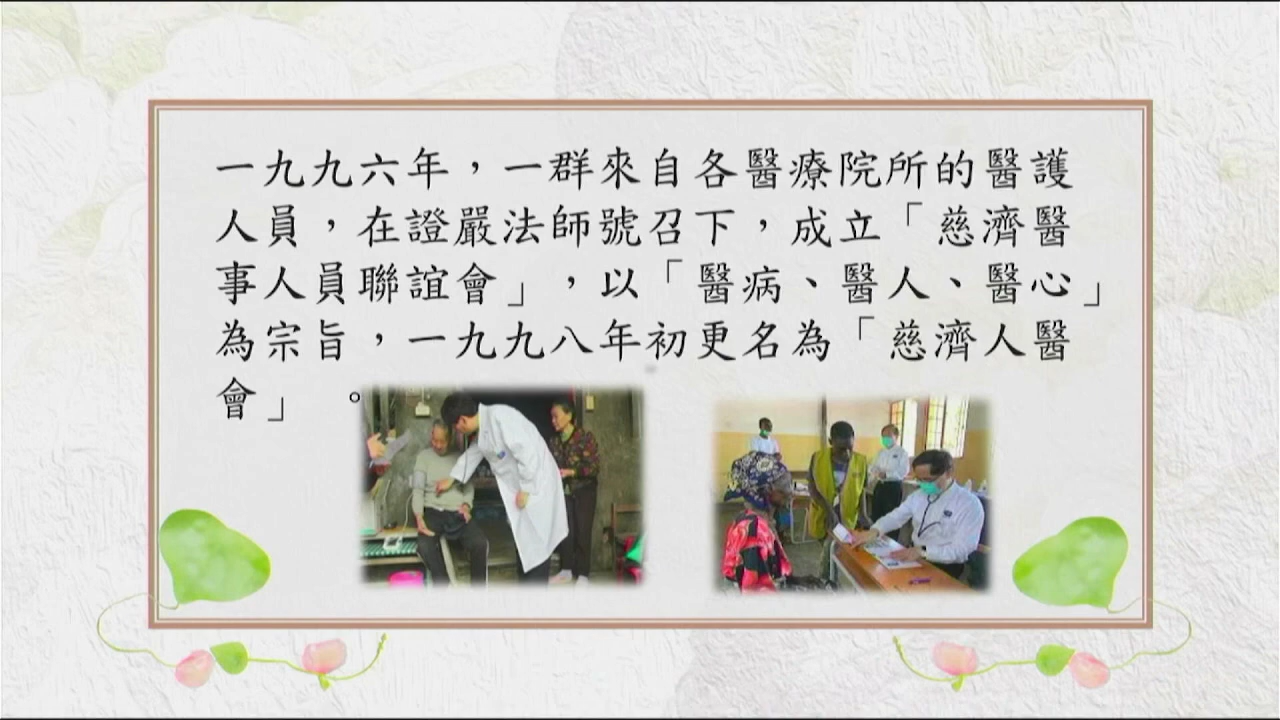 一九九六年，一群來自各醫療院所的醫護
人員，在證嚴法師號召下，成立「慈濟醫
事人員聯誼會」，以「醫病、醫人、醫心」
為宗旨，一九九八年初更名為「慈濟人醫
會」 。